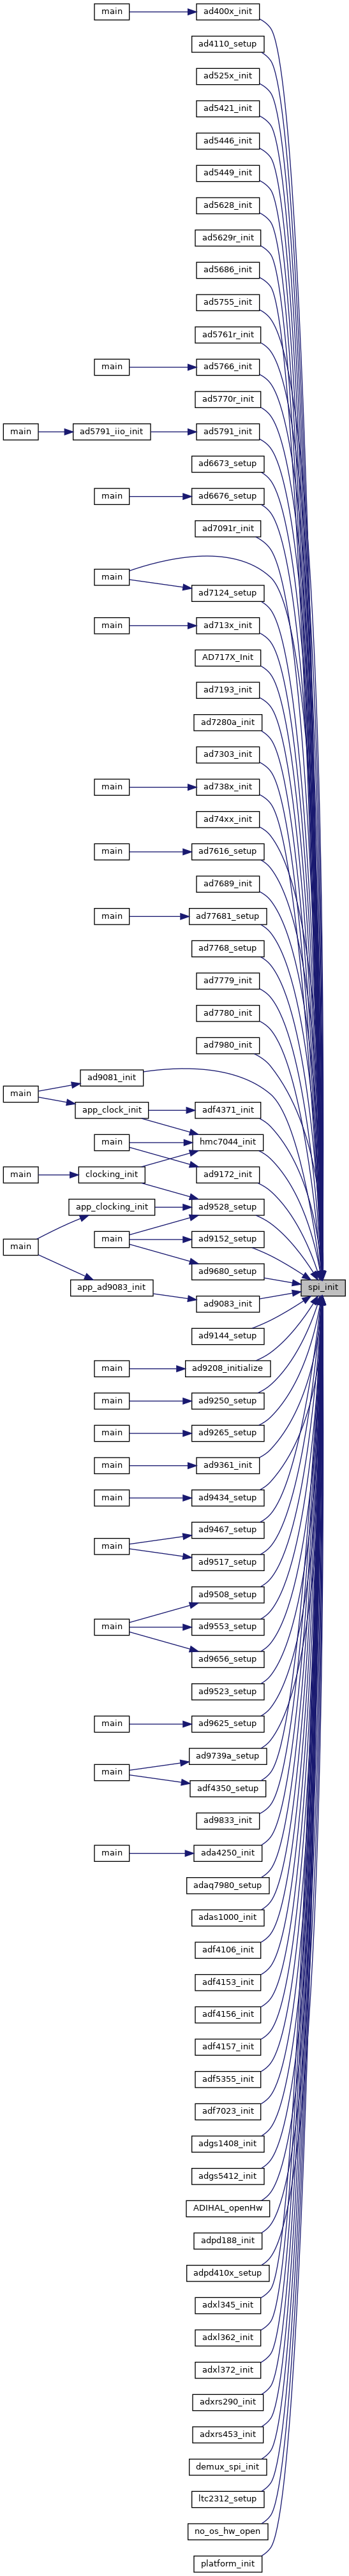 main ad400x_init
ad4110_setup
ad525x_init
ad5421_init
ad5446_init
ad5449_init
ad5628_init
ad5629r_init
ad5686_init
ad5755_init
ad5761r_init
main ad5766_init
ad5770r_init
main ad5791_iio_init ad5791_init
ad6673_setup
main ad6676_setup
ad7091r_init
main
ad7124_setup
main ad713x_init
AD717X_Init
ad7193_init
ad7280a_init
ad7303_init
main ad738x_init
ad74xx_init
main ad7616_setup
ad7689_init
main ad77681_setup
ad7768_setup
ad7779_init
ad7780_init
ad7980_init
ad9081_init
main
app_clock_init adf4371_init
main hmc7044_init
main clocking_init ad9172_init
app_clocking_init ad9528_setup
main main ad9152_setup
ad9680_setup
app_ad9083_init spi_init
ad9083_init
ad9144_setup
main ad9208_initialize
main ad9250_setup
main ad9265_setup
main ad9361_init
main ad9434_setup
ad9467_setup
main
ad9517_setup
ad9508_setup
main ad9553_setup
ad9656_setup
ad9523_setup
main ad9625_setup
ad9739a_setup
main
adf4350_setup
ad9833_init
main ada4250_init
adaq7980_setup
adas1000_init
adf4106_init
adf4153_init
adf4156_init
adf4157_init
adf5355_init
adf7023_init
adgs1408_init
adgs5412_init
ADIHAL_openHw
adpd188_init
adpd410x_setup
adxl345_init
adxl362_init
adxl372_init
adxrs290_init
adxrs453_init
demux_spi_init
ltc2312_setup
no_os_hw_open
platform_init